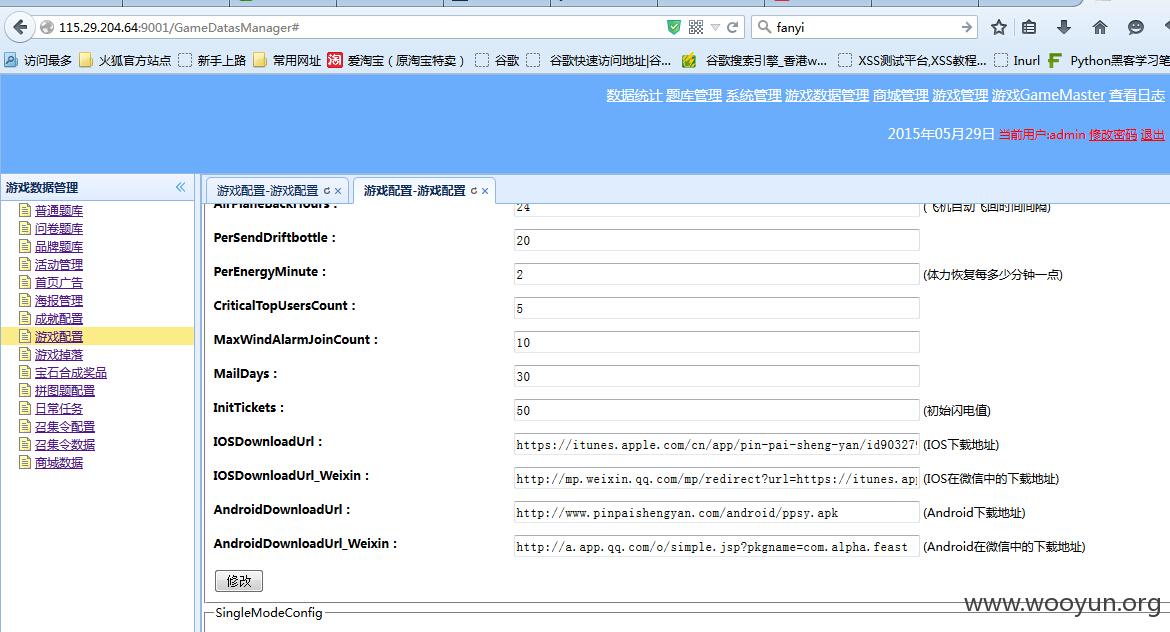 115.29.204.64:9001/GameDatasManager#
fanyi
访问最多 火狐官方站点 新手上路 常用网址 爱淘宝（原淘宝特卖） 谷歌 谷歌快速访问地址|谷... 谷歌搜索引擎_香港w... XSS测试平台,XSS教程... Inurl Python黑客学习笔
数据统计 题库管理 系统管理 游戏数据管理 商城管理 游戏管理 游戏GameMaster 查看日志
2015年05月29日 当前用户:admin 修改密码 退出
游戏数据管理
普通题库
问卷题库
品牌题库
活动管理
首页广告
海报管理
成就配置
游戏配置
游戏掉落
宝石合成奖品
拼图题配置
日常任务
召集令配置
召集令数据
商城数据
游戏配置-游戏配置 游戏配置-游戏配置
AirPlaneBackHours： 24 (飞机自动飞回时间间隔)
PerSendDriftbottle： 20
PerEnergyMinute： 2 (体力恢复每多少分钟一点)
CriticalTopUsersCount： 5
MaxWindAlarmJoinCount： 10
MailDays： 30
InitTickets： 50 (初始闪电值)
IOSDownloadUrl： https://itunes.apple.com/cn/app/pin-pai-sheng-yan/id90327 (IOS下载地址)
IOSDownloadUrl_Weixin： http://mp.weixin.qq.com/mp/redirect?url=https://itunes.ap (IOS在微信中的下载地址)
AndroidDownloadUrl： http://www.pinpaishengyan.com/android/ppsy.apk (Android下载地址)
AndroidDownloadUrl_Weixin： http://a.app.qq.com/o/simple.jsp?pkgname=com.alpha.feast (Android在微信中的下载地址)
修改
SingleModeConfig
www.wooyun.org